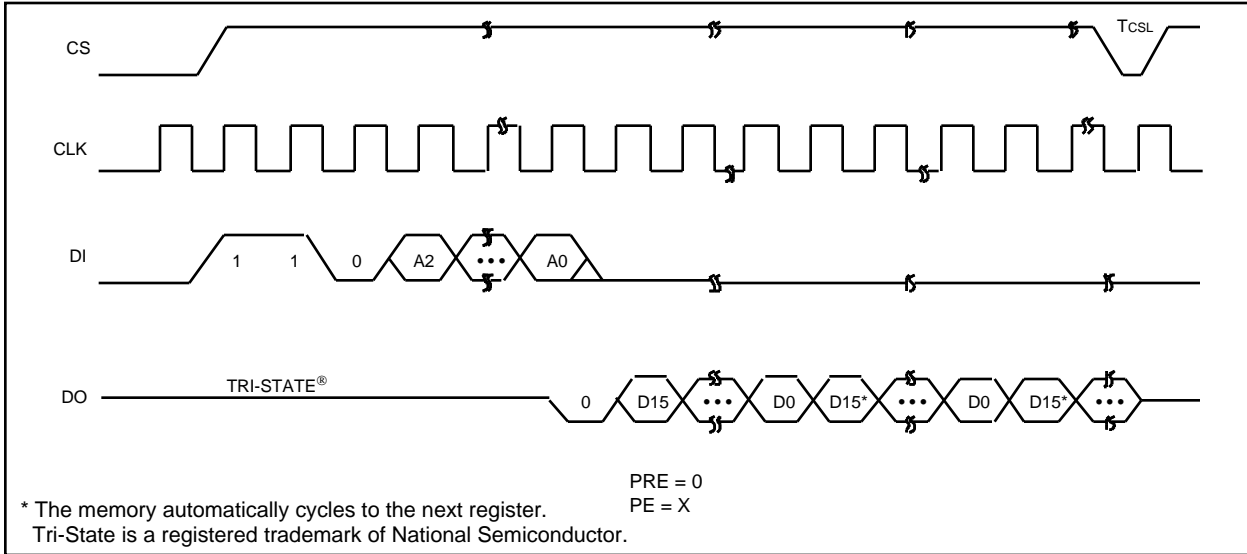 CS
TCSL
CLK
DI
1 1 0 A2 ••• A0
DO
TRI-STATE®
0 D15 ••• D0 D15* ••• D0 D15* •••
PRE = 0
PE = X
* The memory automatically cycles to the next register.
Tri-State is a registered trademark of National Semiconductor.